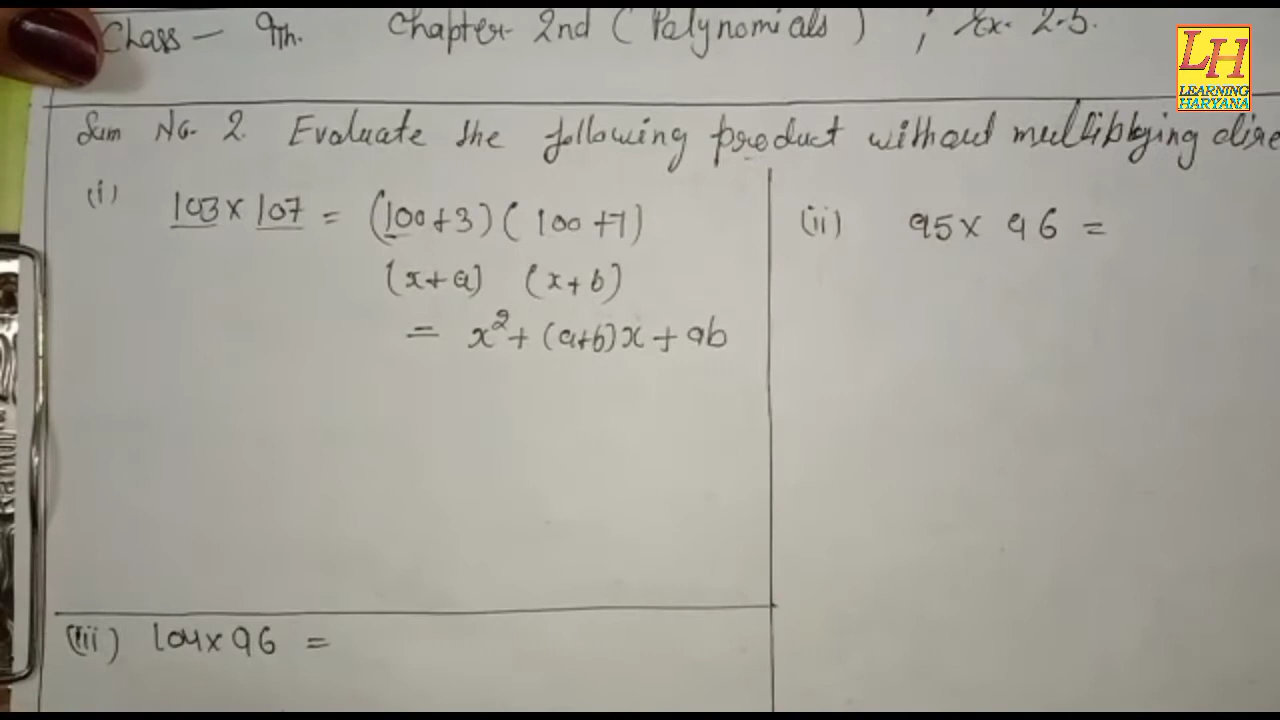 Class - 9th. Chapter- 2nd (Polynomials) ; Ex- 2.5.
LH
LEARNING
HARYANA
Sum No. 2. Evaluate the following product without multiplying dire
(i) 103 x 107 = (100+3)(100+7)
(x+a) (x+b)
= x²+(a+b)x+ab
(ii) 95 x 96 =
(iii) 104 x 96 =